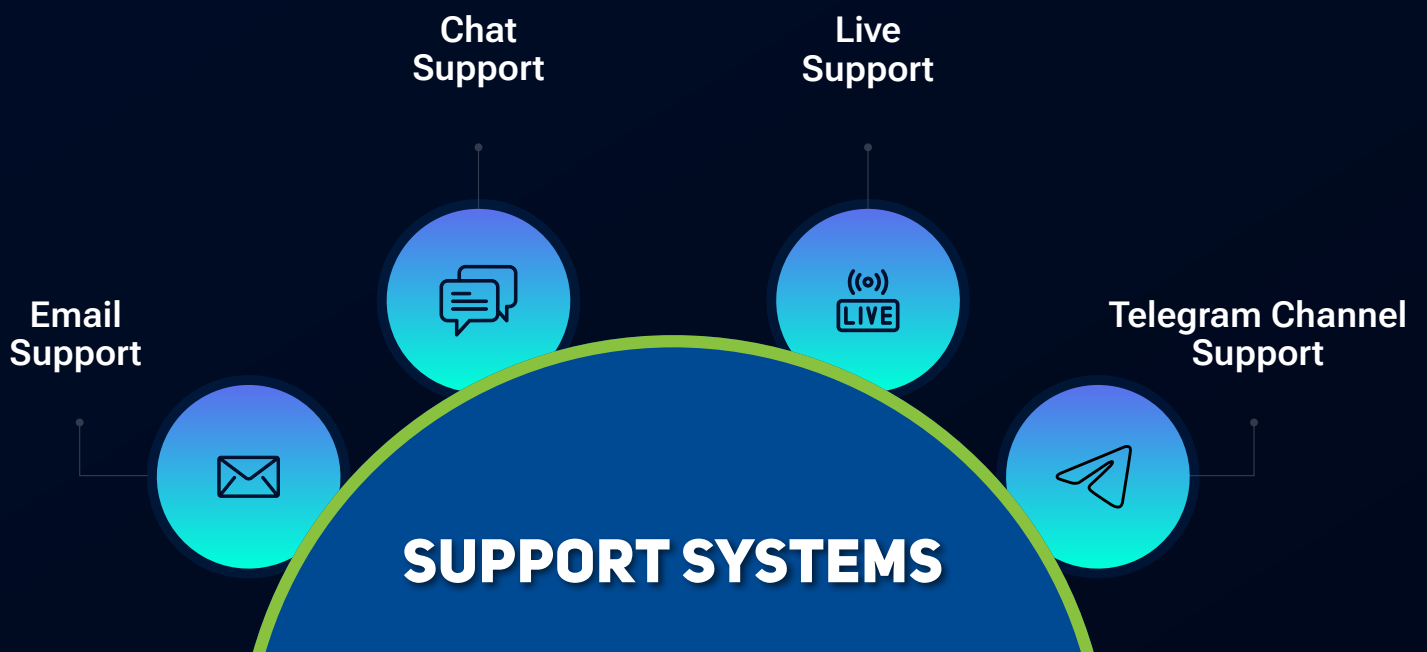 Chat
Support
Live
Support
Email
Support
LIVE
Telegram Channel
Support
SUPPORT SYSTEMS